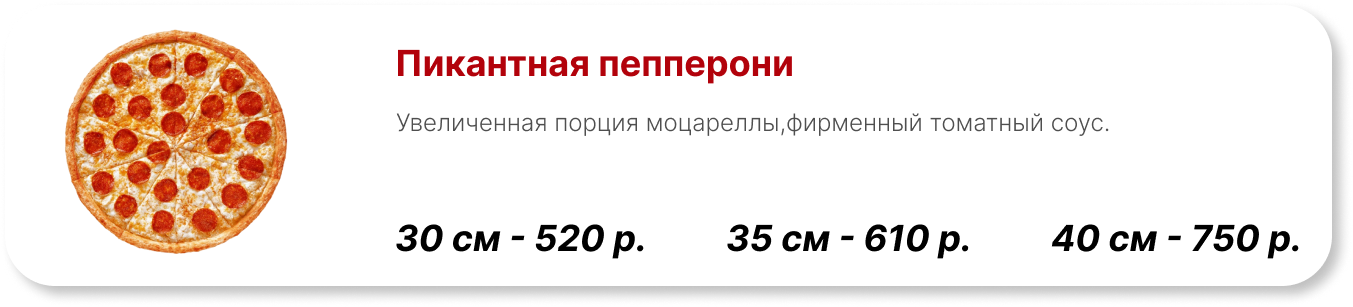 Пикантная пепперони
Увеличенная порция моцареллы,фирменный томатный соус.
30 см - 520 р. 35 см - 610 р. 40 см - 750 р.